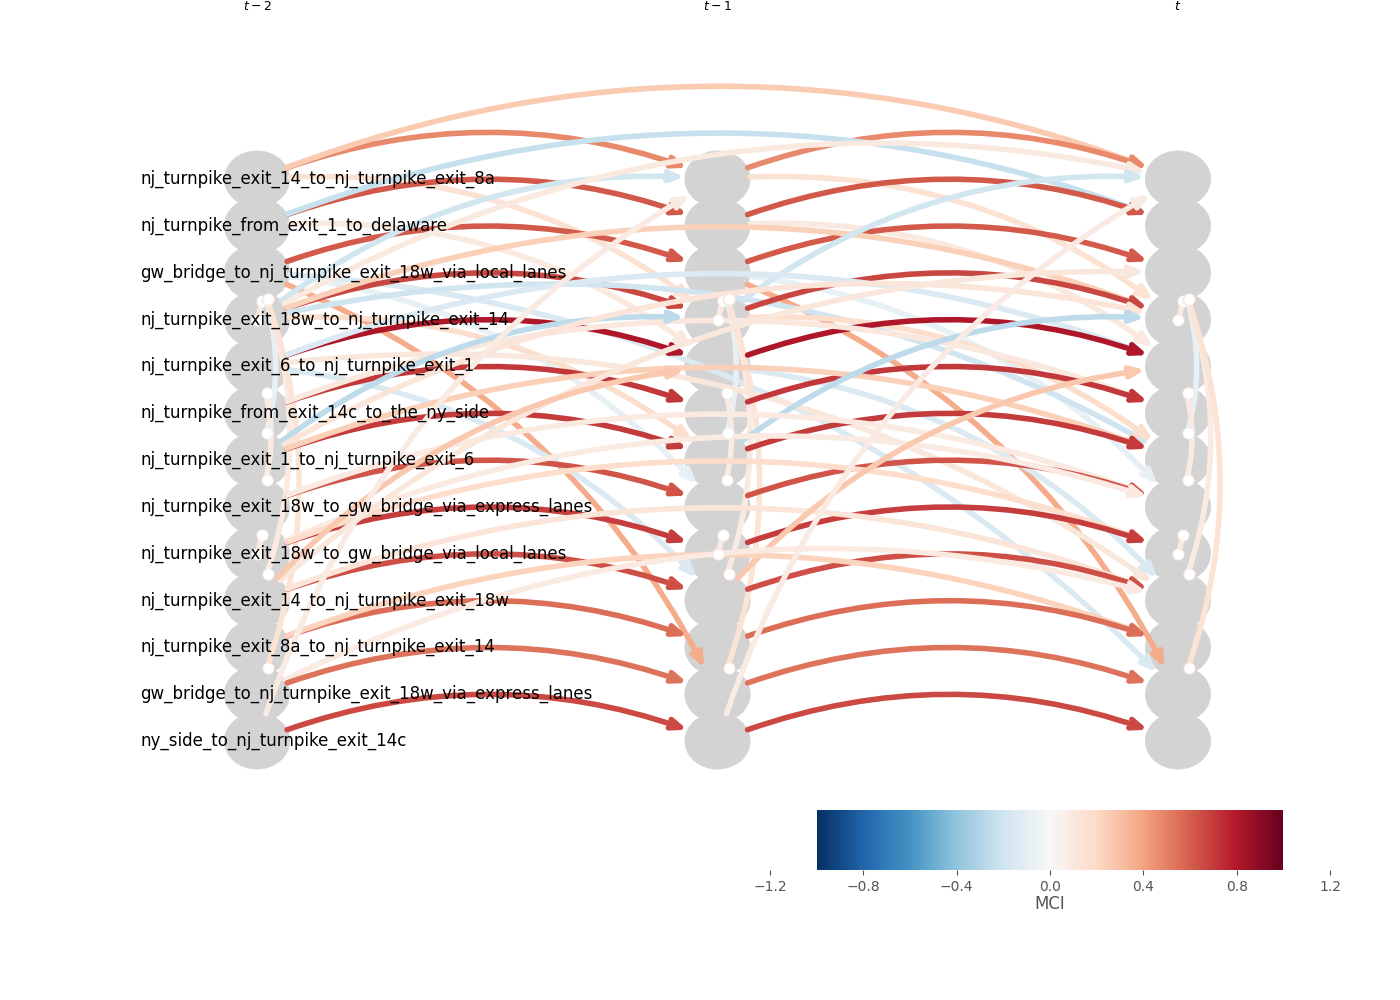 t − 2 t − 1 t
nj_turnpike_exit_14_to_nj_turnpike_exit_8a
nj_turnpike_from_exit_1_to_delaware
gw_bridge_to_nj_turnpike_exit_18w_via_local_lanes
nj_turnpike_exit_18w_to_nj_turnpike_exit_14
nj_turnpike_exit_6_to_nj_turnpike_exit_1
nj_turnpike_from_exit_14c_to_the_ny_side
nj_turnpike_exit_1_to_nj_turnpike_exit_6
nj_turnpike_exit_18w_to_gw_bridge_via_express_lanes
nj_turnpike_exit_18w_to_gw_bridge_via_local_lanes
nj_turnpike_exit_14_to_nj_turnpike_exit_18w
nj_turnpike_exit_8a_to_nj_turnpike_exit_14
gw_bridge_to_nj_turnpike_exit_18w_via_express_lanes
ny_side_to_nj_turnpike_exit_14c
−1.2 −0.8 −0.4 0.0 0.4 0.8 1.2
MCI